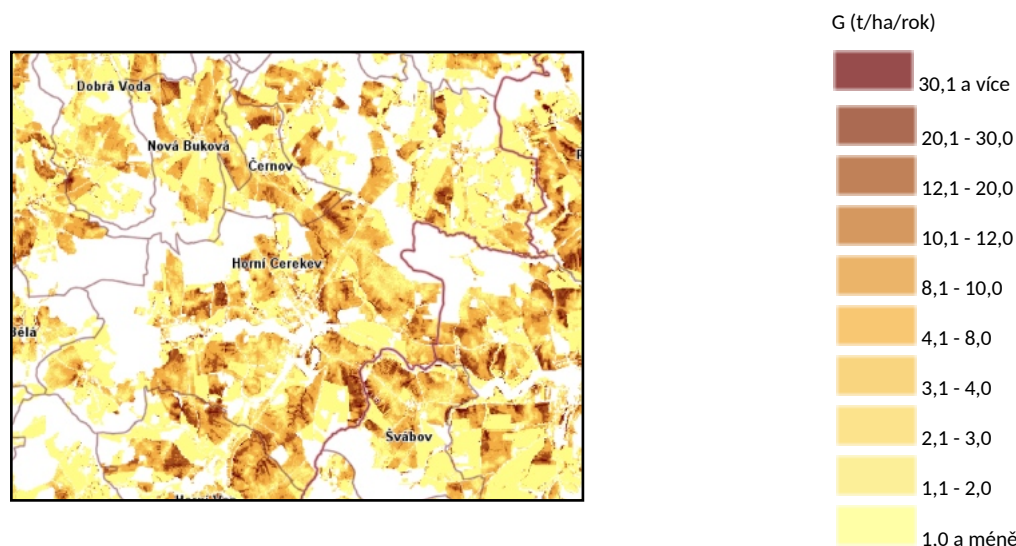 G (t/ha/rok)
30,1 a více
20,1 - 30,0
12,1 - 20,0
10,1 - 12,0
8,1 - 10,0
4,1 - 8,0
3,1 - 4,0
2,1 - 3,0
1,1 - 2,0
1,0 a méně
Dobrá Voda
Nová Buková
Černov
Horní Cerekev
Bělá
Švábov